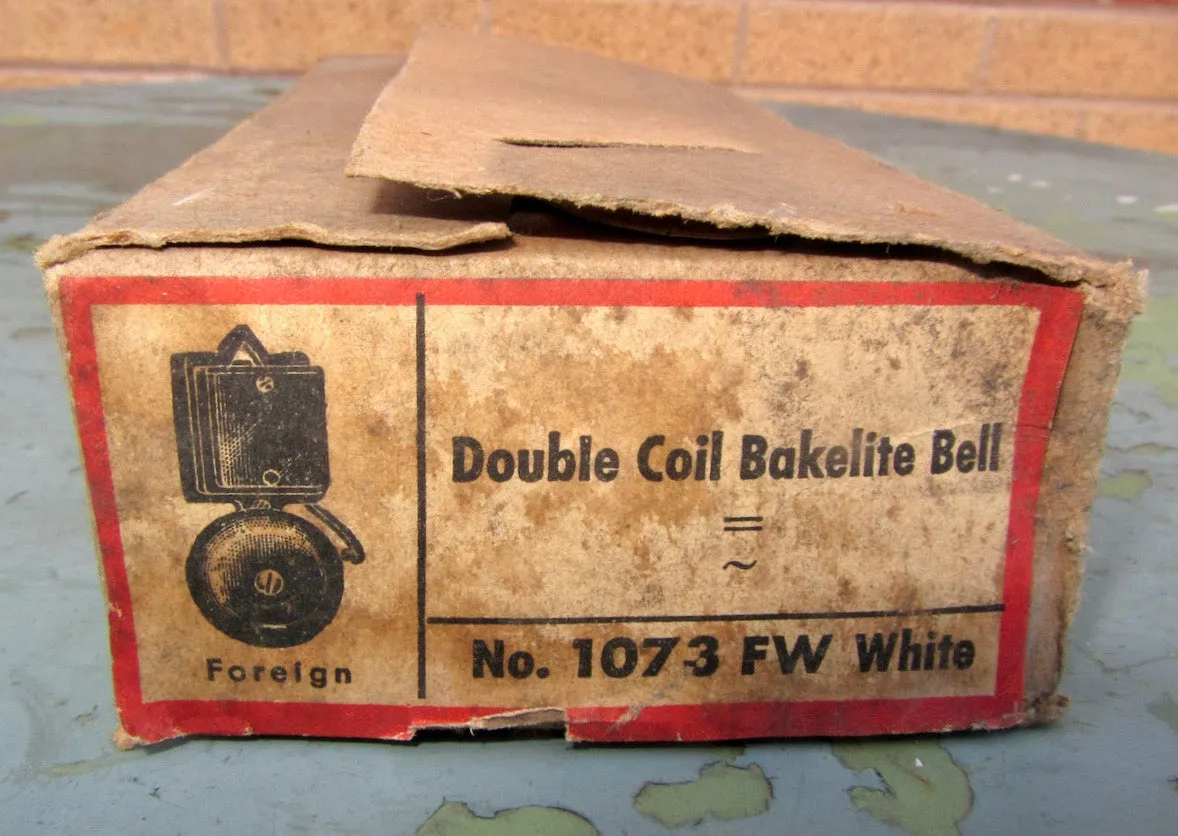 Foreign
Double Coil Bakelite Bell
=
~
No. 1073 FW White